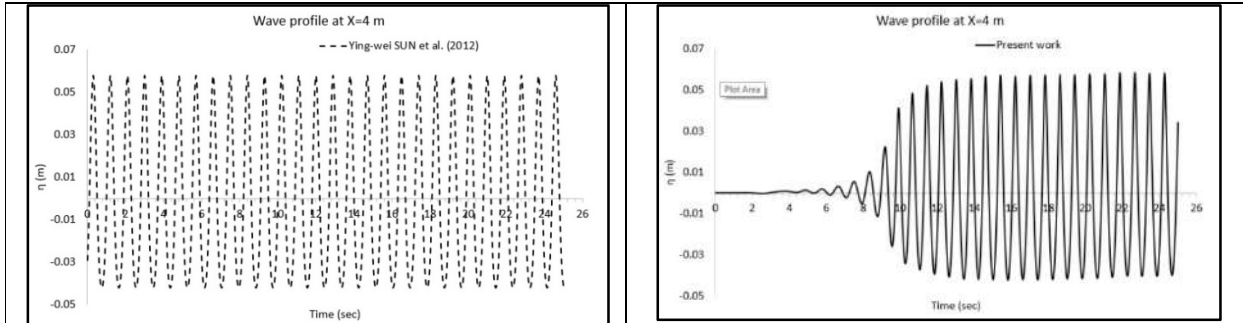 Wave profile at X=4 m
Ying-wei SUN et al. (2012)
0.07
0.05
0.03
0.01
-0.01
-0.03
-0.05
η (m)
0 2 4 6 8 10 12 14 16 18 20 22 24 26
Time (sec)
Wave profile at X=4 m
Present work
Plot Area
0.07
0.05
0.03
0.01
-0.01
-0.03
-0.05
η (m)
0 2 4 6 8 10 12 14 16 18 20 22 24 26
Time (sec)